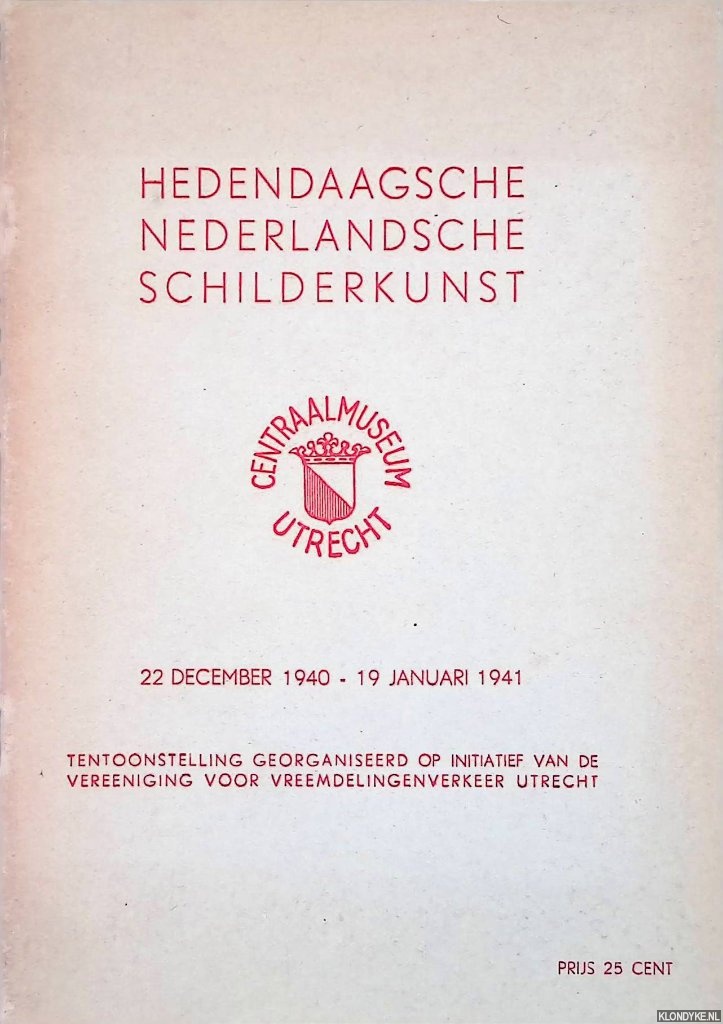 HEDENDAAGSCHE
NEDERLANDSCHE
SCHILDERKUNST
CENTRAALMUSEUM
UTRECHT
22 DECEMBER 1940 - 19 JANUARI 1941
TENTOONSTELLING GEORGANISEERD OP INITIATIEF VAN DE
VEREENIGING VOOR VREEMDELINGENVERKEER UTRECHT
PRIJS 25 CENT
KLONDYKE.NL